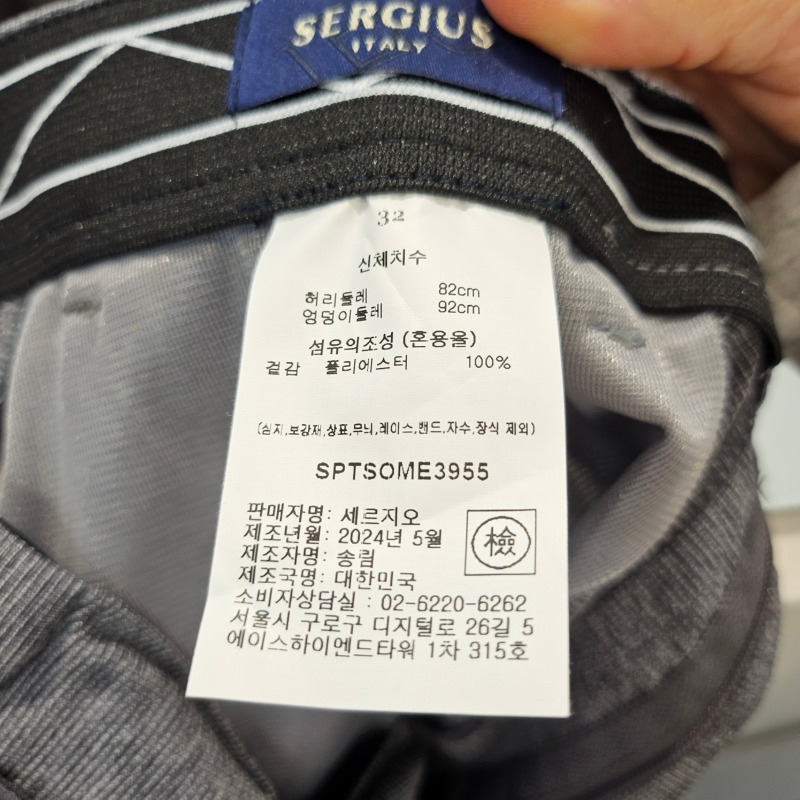 SERGIUS
ITALY
32
신체치수
허리둘레 82cm
엉덩이둘레 92cm
섬유의조성 (혼용율)
겉감 폴리에스터 100%
(심지,보강재,상표,무늬,레이스,밴드,자수,장식 제외)
SPTSOME3955
판매자명: 세르지오
제조년월: 2024년 5월
제조자명: 송림
제조국명: 대한민국
檢
소비자상담실 : 02-6220-6262
서울시 구로구 디지털로 26길 5
에이스하이엔드타워 1차 315호